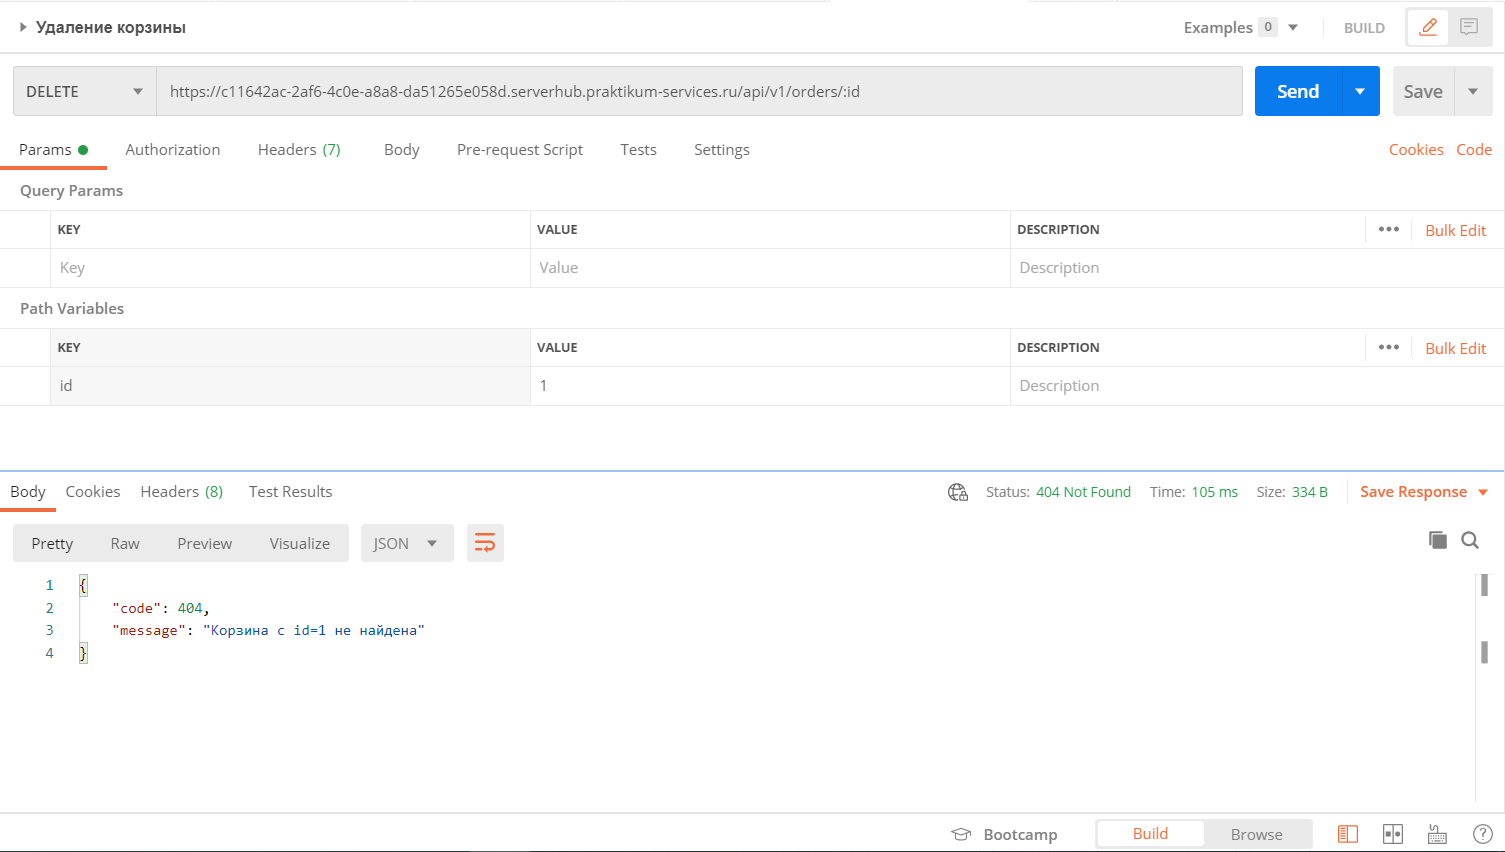 Удаление корзины
Examples 0 BUILD
DELETE https://c11642ac-2af6-4c0e-a8a8-da51265e058d.serverhub.praktikum-services.ru/api/v1/orders/:id Send Save
Params Authorization Headers (7) Body Pre-request Script Tests Settings Cookies Code
Query Params
KEY VALUE DESCRIPTION ••• Bulk Edit
Key Value Description
Path Variables
KEY VALUE DESCRIPTION ••• Bulk Edit
id 1 Description
Body Cookies Headers (8) Test Results Status: 404 Not Found Time: 105 ms Size: 334 B Save Response
Pretty Raw Preview Visualize JSON
1 {
2 "code": 404,
3 "message": "Корзина с id=1 не найдена"
4 }
Bootcamp Build Browse ?